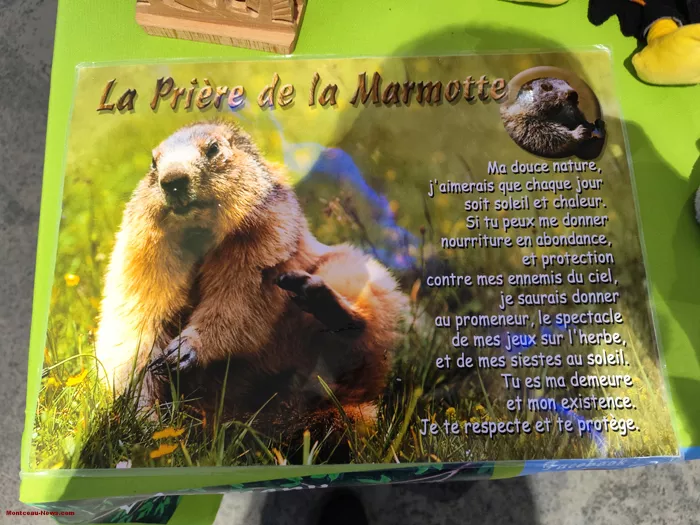 La Prière de la Marmotte
Ma douce nature,
j'aimerais que chaque jour
soit soleil et chaleur.
Si tu peux me donner
nourriture en abondance,
et protection
contre mes ennemis du ciel,
je saurais donner
au promeneur, le spectacle
de mes jeux sur l'herbe,
et de mes siestes au soleil.
Tu es ma demeure
et mon existence.
Je te respecte et te protège.
Facebook
Montceau-News.com